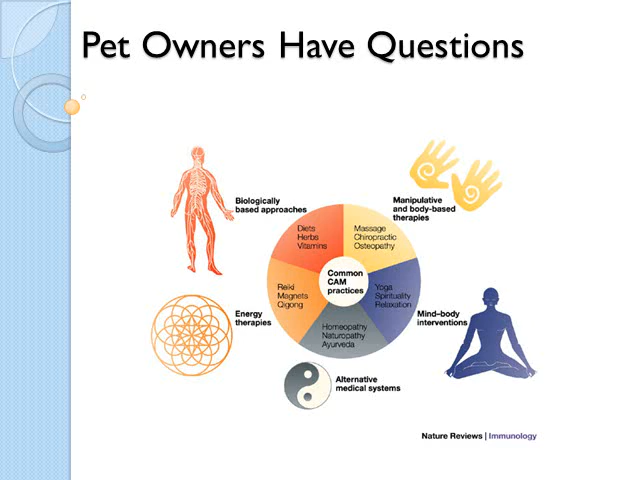 Pet Owners Have Questions
Biologically
based approaches
Manipulative
and body-based
therapies
Diets
Herbs
Vitamins
Massage
Chiropractic
Osteopathy
Common
CAM
practices
Reiki
Magnets
Qigong
Yoga
Spirituality
Relaxation
Energy
therapies
Mind–body
interventions
Homeopathy
Naturopathy
Ayurveda
Alternative
medical systems
Nature Reviews | Immunology